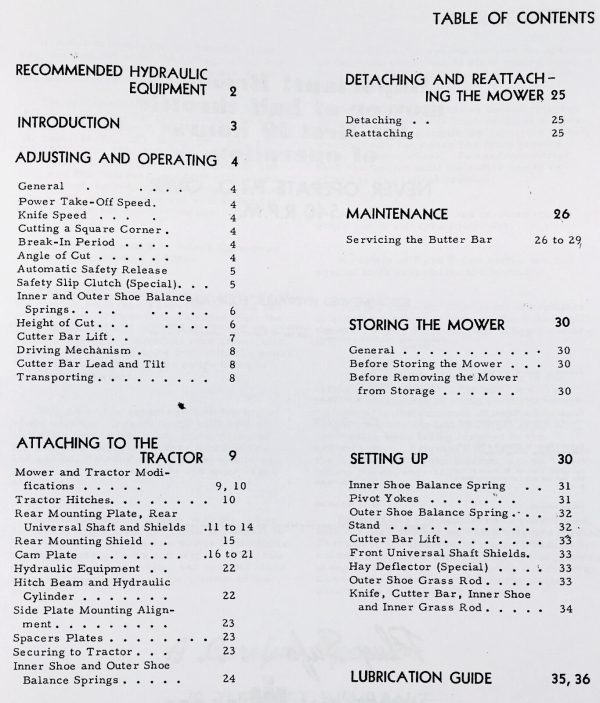 TABLE OF CONTENTS
RECOMMENDED HYDRAULIC
EQUIPMENT 2
INTRODUCTION 3
ADJUSTING AND OPERATING 4
General . . . . . 4
Power Take-Off Speed. 4
Knife Speed . . . . 4
Cutting a Square Corner. 4
Break-In Period . . . . 4
Angle of Cut . . . . . 4
Automatic Safety Release 5
Safety Slip Clutch (Special). . . 5
Inner and Outer Shoe Balance
Springs. . . . . . . . . 6
Height of Cut. . . . 6
Cutter Bar Lift. . . 7
Driving Mechanism . 8
Cutter Bar Lead and Tilt 8
Transporting. . . . . . . . . 8
ATTACHING TO THE
TRACTOR 9
Mower and Tractor Modi-
fications . . . . . 9, 10
Tractor Hitches. . . . . . . . 10
Rear Mounting Plate, Rear
Universal Shaft and Shields .11 to 14
Rear Mounting Shield . . 15
Cam Plate . . . . . . .16 to 21
Hydraulic Equipment . . 22
Hitch Beam and Hydraulic
Cylinder . . . . . . 22
Side Plate Mounting Align-
ment. . . . . . . . . 23
Spacers Plates . . . . . . . . 23
Securing to Tractor. . . 23
Inner Shoe and Outer Shoe
Balance Springs. . . . . 24
DETACHING AND REATTACH-
ING THE MOWER 25
Detaching . . 25
Reattaching 25
MAINTENANCE 26
Servicing the Butter Bar 26 to 29
STORING THE MOWER 30
General . . . . . . . . . . 30
Before Storing the Mower . . . 30
Before Removing the Mower
from Storage . . . . . . 30
SETTING UP 30
Inner Shoe Balance Spring . . 31
Pivot Yokes . . . . . . . 31
Outer Shoe Balance Spring. . . 32
Stand . . . . . . . . . . 32
Cutter Bar Lift. . . . . . . 33
Front Universal Shaft Shields. 33
Hay Deflector (Special) . . . . 33
Outer Shoe Grass Rod. . . . . 33
Knife, Cutter Bar, Inner Shoe
and Inner Grass Rod. . . . . 34
LUBRICATION GUIDE 35, 36